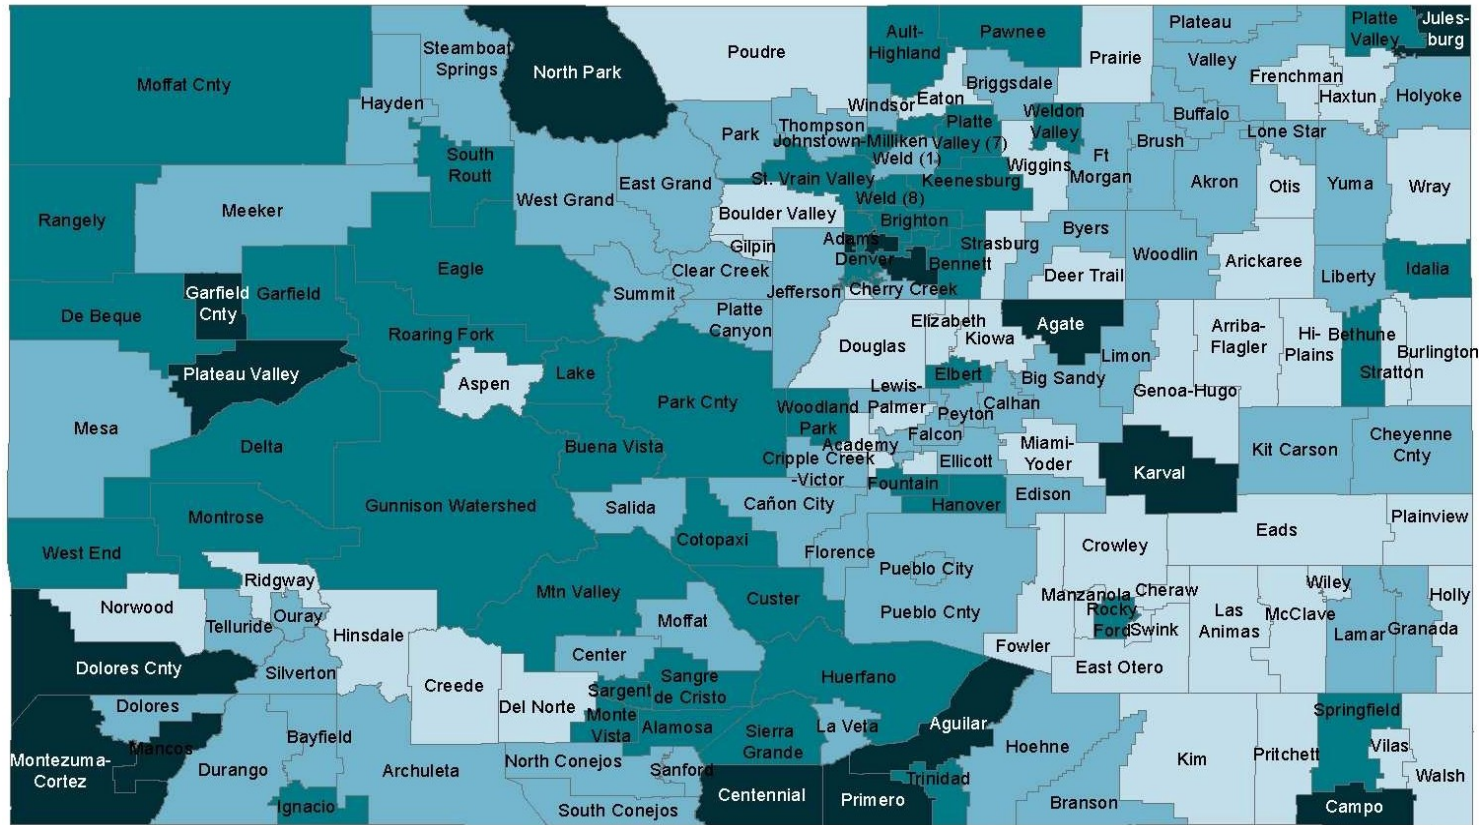 Moffat Cnty
Hayden
Steamboat
Springs
North Park
Poudre
Ault-
Highland
Pawnee
Prairie
Plateau
Valley
Platte
Valley
Jules-
burg
Briggsdale
Frenchman
Haxtun
Holyoke
Windsor
Eaton
Weldon
Valley
Buffalo
Park
Thompson
Johnstown-Milliken
Platte
Valley (7)
Weld (1)
Brush
Lone Star
South
Routt
West Grand
East Grand
St. Vrain Valley
Keenesburg
Weld (8)
Wiggins
Ft
Morgan
Akron
Otis
Yuma
Wray
Rangely
Meeker
Boulder Valley
Gilpin
Brighton
Adams
Denver
Strasburg
Bennett
Byers
Deer Trail
Woodlin
Arickaree
Liberty
Idalia
De Beque
Garfield
Cnty
Garfield
Eagle
Summit
Clear Creek
Jefferson
Cherry Creek
Platte
Canyon
Roaring Fork
Plateau Valley
Aspen
Lake
Park Cnty
Douglas
Elizabeth
Kiowa
Agate
Elbert
Big Sandy
Limon
Genoa-Hugo
Arriba-
Flagler
Hi-
Plains
Bethune
Stratton
Burlington
Mesa
Delta
Buena Vista
Woodland
Park
Lewis-
Palmer
Peyton
Calhan
Academy
Falcon
Cripple Creek
-Victor
Ellicott
Miami-
Yoder
Karval
Kit Carson
Cheyenne
Cnty
Montrose
Gunnison Watershed
Salida
Cañon City
Fountain
Hanover
Edison
Cotopaxi
Florence
Pueblo City
Pueblo Cnty
Crowley
Eads
Plainview
West End
Ridgway
Norwood
Telluride
Ouray
Hinsdale
Mtn Valley
Custer
Moffat
Manzanola
Cheraw
Rocky
Ford
Swink
Las
Animas
McClave
Wiley
Lamar
Granada
Holly
Fowler
East Otero
Dolores Cnty
Silverton
Creede
Center
Del Norte
Sargent
Sangre
de Cristo
Huerfano
Dolores
Mancos
Montezuma-
Cortez
Durango
Bayfield
Archuleta
Monte
Vista
Alamosa
Sierra
Grande
La Veta
Aguilar
Hoehne
Kim
Pritchett
Springfield
Vilas
Walsh
North Conejos
Sanford
South Conejos
Centennial
Primero
Trinidad
Branson
Campo
Ignacio